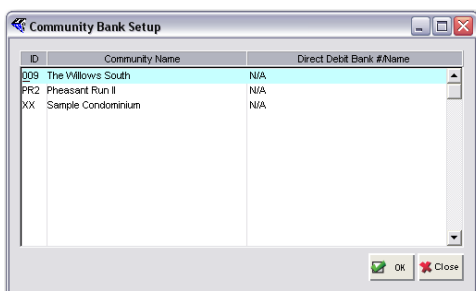 Community Bank Setup
ID Community Name Direct Debit Bank #/Name
009 The Willows South N/A
PR2 Pheasant Run II N/A
XX Sample Condominium N/A
OK Close